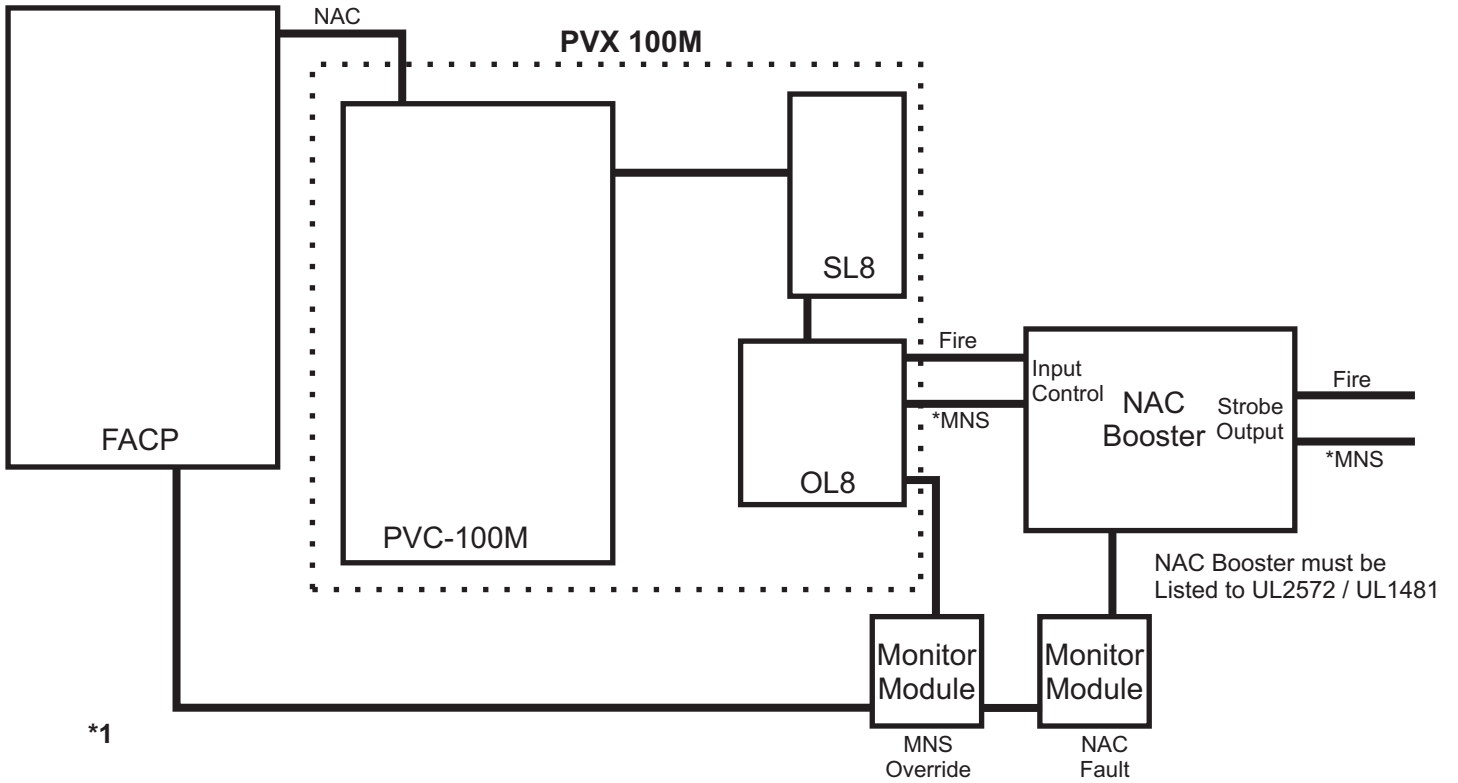 NAC
PVX 100M
SL8
FACP
PVC-100M
OL8
Fire
*MNS
Input
Control
NAC
Booster
Strobe
Output
Fire
*MNS
NAC Booster must be
Listed to UL2572 / UL1481
Monitor
Module
MNS
Override
Monitor
Module
NAC
Fault
*1